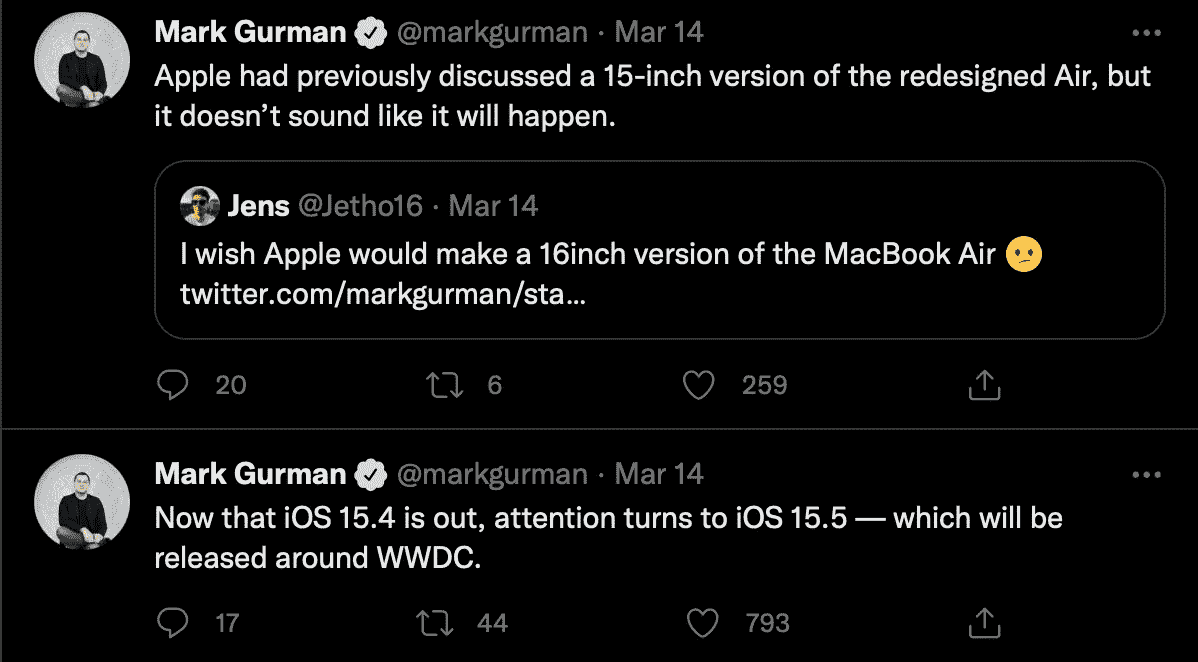 Mark Gurman @markgurman · Mar 14
Apple had previously discussed a 15-inch version of the redesigned Air, but
it doesn’t sound like it will happen.
Jens @Jetho16 · Mar 14
I wish Apple would make a 16inch version of the MacBook Air 😕
twitter.com/markgurman/sta…
20 6 259
Mark Gurman @markgurman · Mar 14
Now that iOS 15.4 is out, attention turns to iOS 15.5 — which will be
released around WWDC.
17 44 793